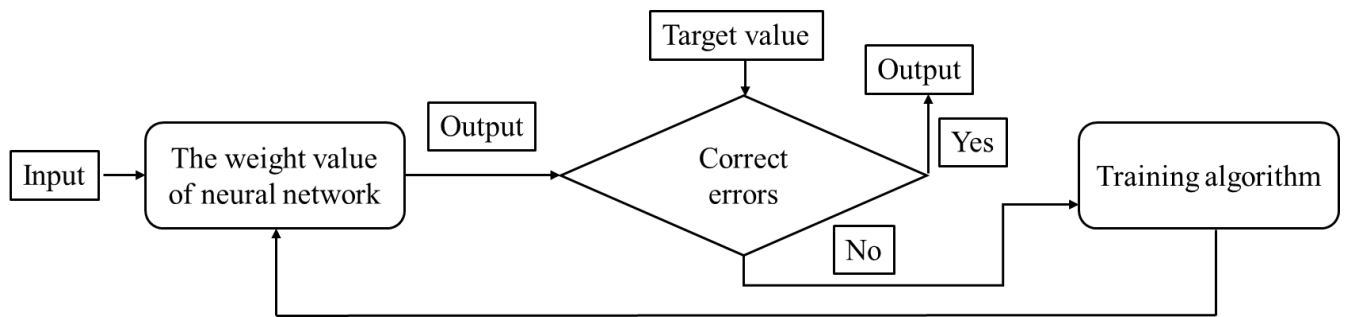 Target value
Output
Output
Yes
Input
The weight value
of neural network
Correct
errors
Training algorithm
No